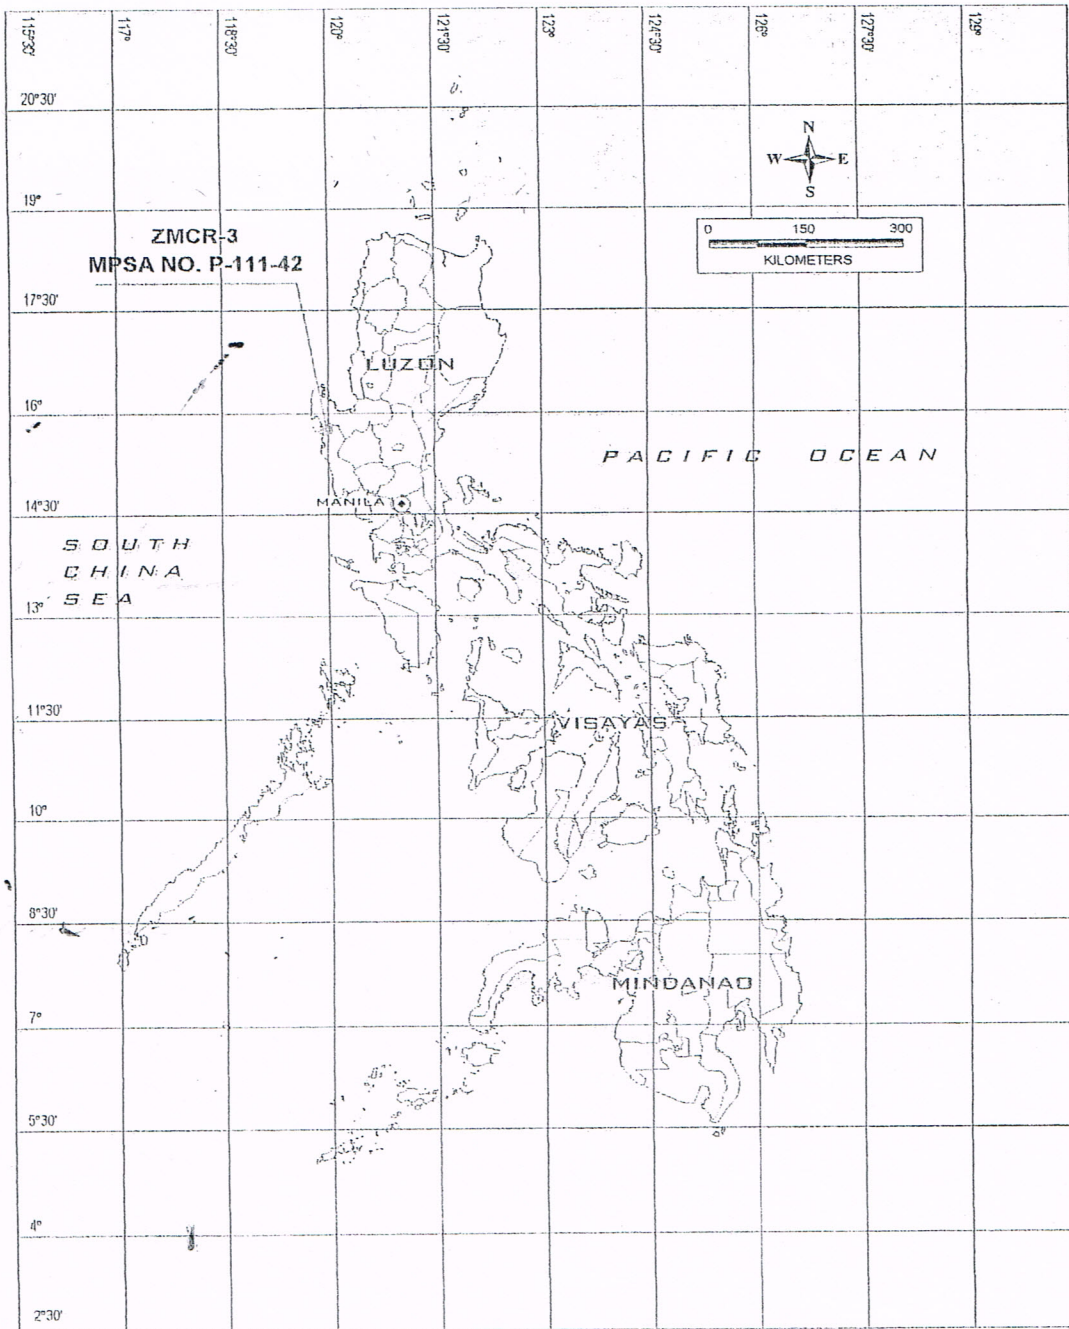 115°30'
117°
118°30'
120°
121°30'
123°
124°30'
126°
127°30'
129°
20°30'
N
W E
S
19°
0 150 300
KILOMETERS
ZMCR-3
MPSA NO. P-111-42
17°30'
LUZON
16°
PACIFIC OCEAN
MANILA
14°30'
SOUTH
CHINA
SEA
13°
11°30'
VISAYAS
10°
8°30'
MINDANAO
7°
5°30'
4°
2°30'